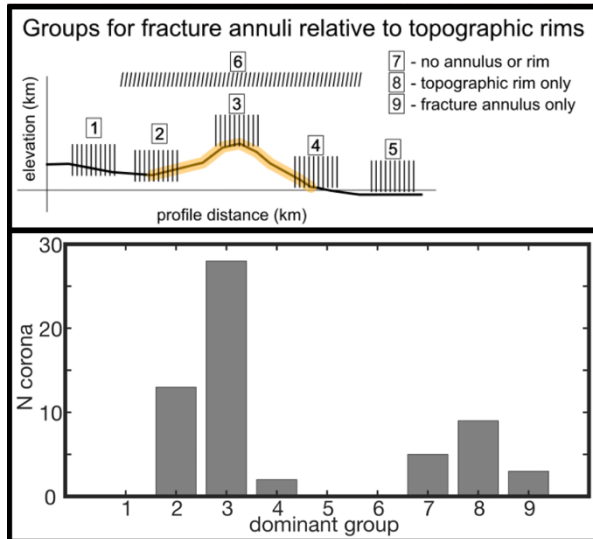 Groups for fracture annuli relative to topographic rims
6
7 - no annulus or rim
8 - topographic rim only
9 - fracture annulus only
3
1
2
4
5
elevation (km)
profile distance (km)
30
20
10
0
N corona
1 2 3 4 5 6 7 8 9
dominant group